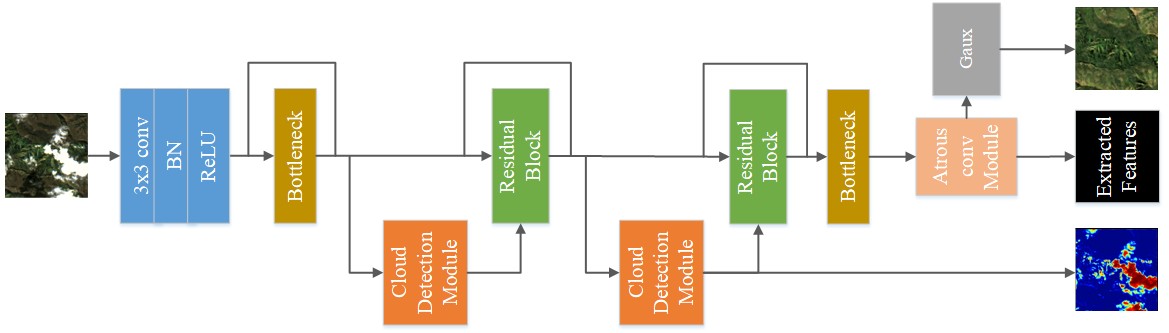 3x3 conv
BN
ReLU
Bottleneck
Cloud
Detection
Module
Residual
Block
Cloud
Detection
Module
Residual
Block
Bottleneck
Atrous
conv
Module
Gaux
Extracted
Features